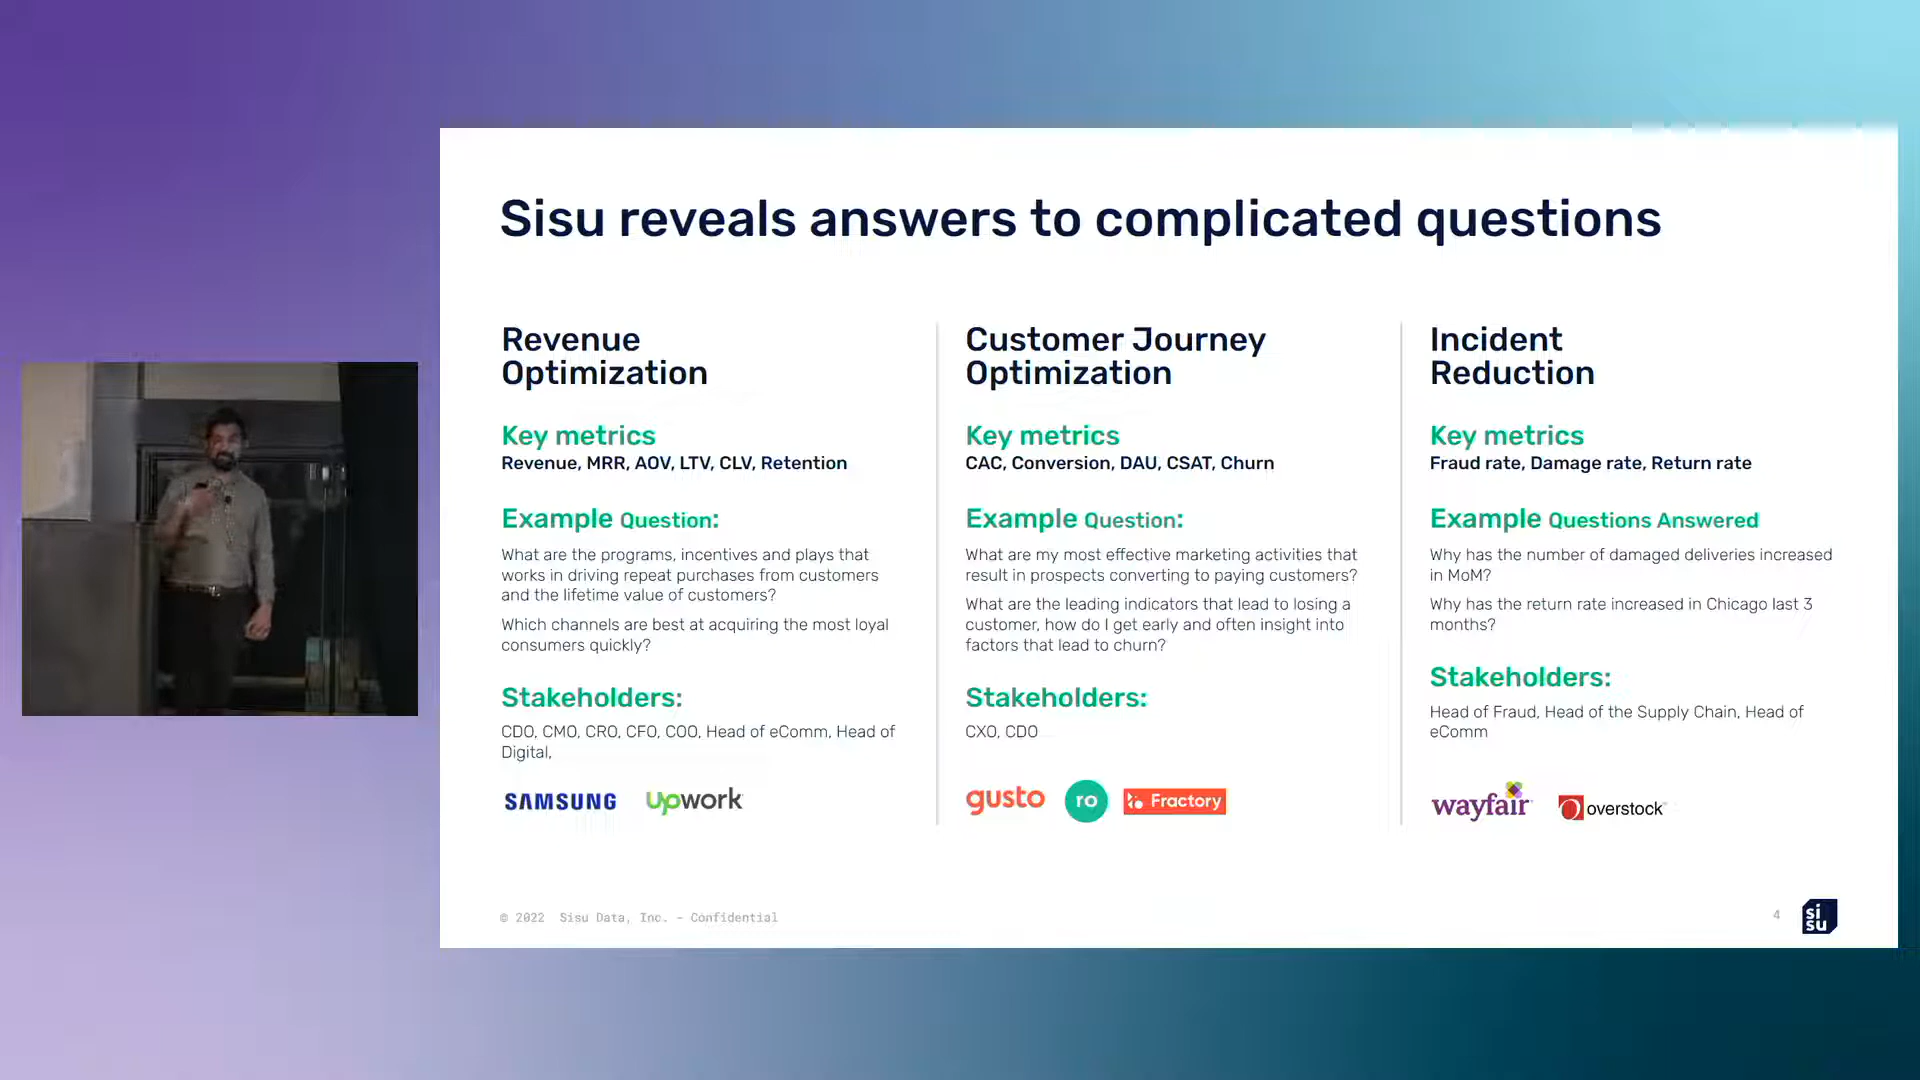 Sisu reveals answers to complicated questions
Revenue
Optimization
Key metrics
Revenue, MRR, AOV, LTV, CLV, Retention
Example Question:
What are the programs, incentives and plays that
works in driving repeat purchases from customers
and the lifetime value of customers?
Which channels are best at acquiring the most loyal
consumers quickly?
Stakeholders:
CDO, CMO, CRO, CFO, COO, Head of eComm, Head of
Digital,
SAMSUNG upwork
Customer Journey
Optimization
Key metrics
CAC, Conversion, DAU, CSAT, Churn
Example Question:
What are my most effective marketing activities that
result in prospects converting to paying customers?
What are the leading indicators that lead to losing a
customer, how do I get early and often insight into
factors that lead to churn?
Stakeholders:
CXO, CDO
gusto ro Fractory
Incident
Reduction
Key metrics
Fraud rate, Damage rate, Return rate
Example Questions Answered
Why has the number of damaged deliveries increased
in MoM?
Why has the return rate increased in Chicago last 3
months?
Stakeholders:
Head of Fraud, Head of the Supply Chain, Head of
eComm
wayfair overstock
© 2022 Sisu Data, Inc. - Confidential
4
si
su